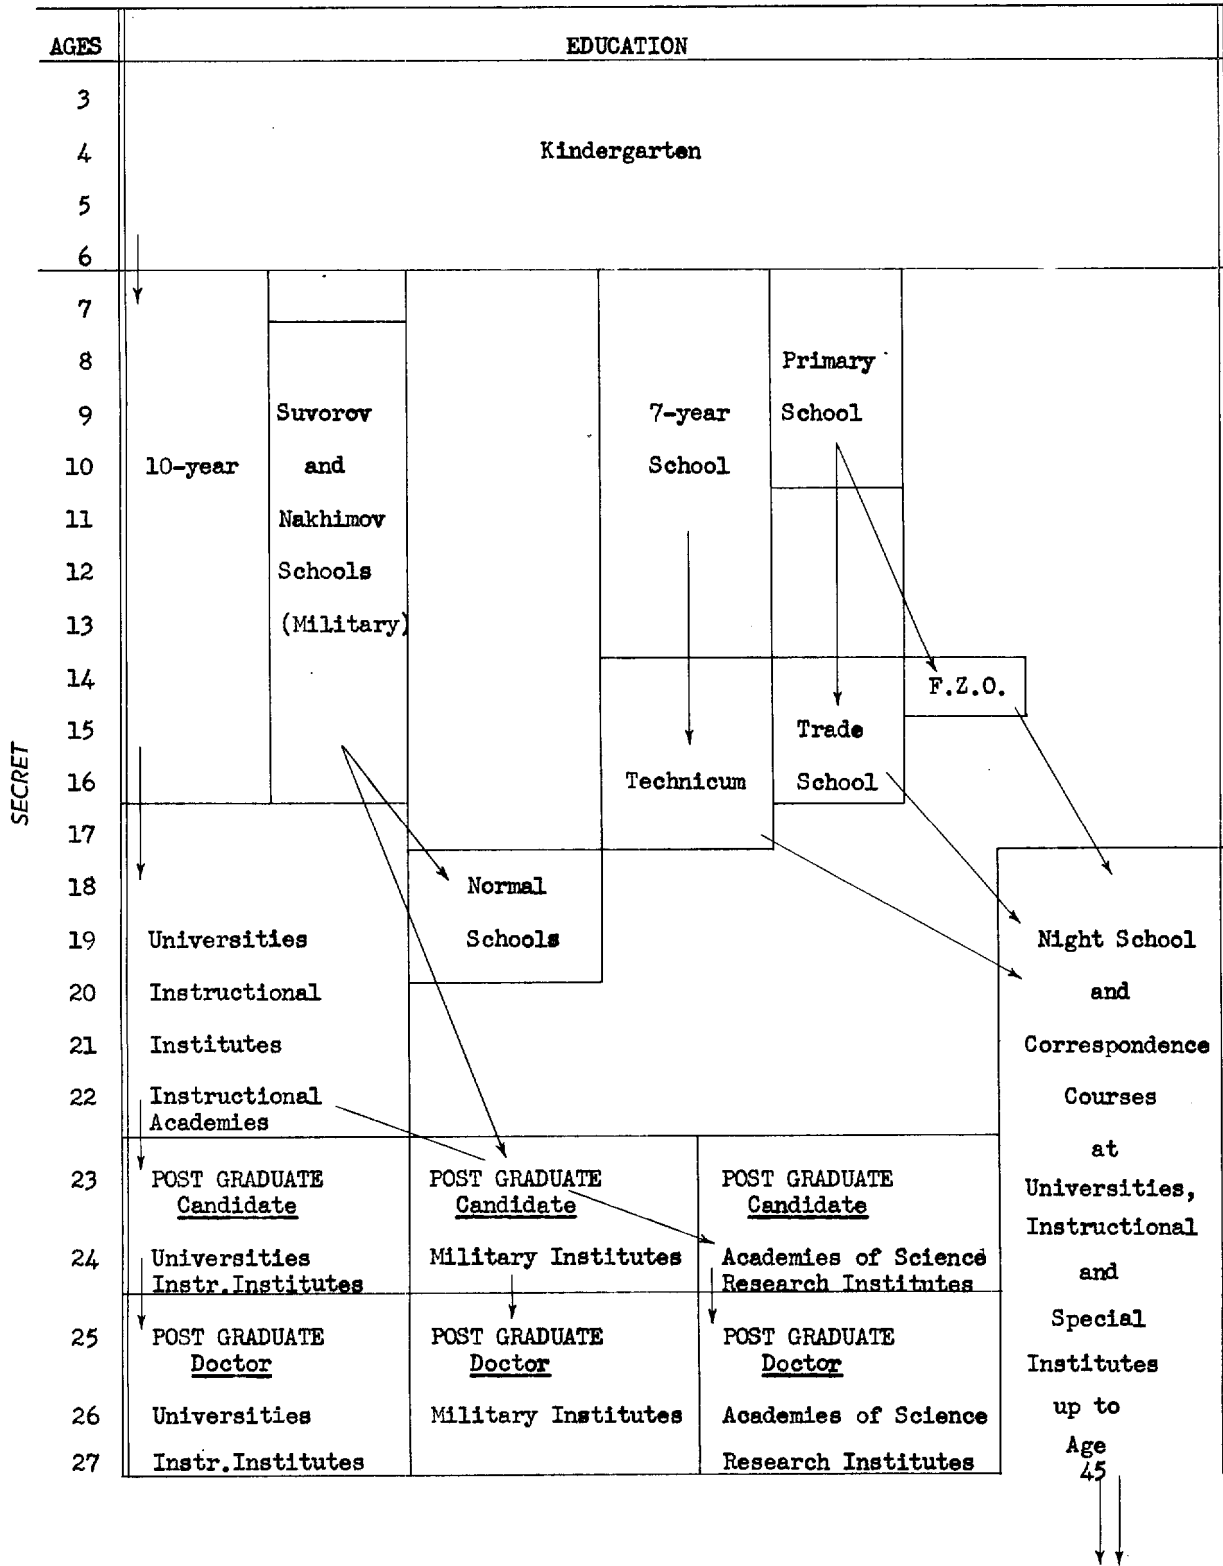 AGES EDUCATION
3
4 Kindergarten
5
6
7
8 Primary
9 Suvorov 7-year School
10 10-year and School
11 Nakhimov
12 Schools
13 (Military)
14 F.Z.O.
15 Trade
16 Technicum School
17
18 Normal
19 Universities Schools Night School
20 Instructional and
21 Institutes Correspondence
22 Instructional Courses
Academies
at
23 POST GRADUATE POST GRADUATE POST GRADUATE
Universities,
Candidate Candidate Candidate
Instructional
24 Universities Military Institutes Academies of Science
and
Instr.Institutes Research Institutes
Special
25 POST GRADUATE POST GRADUATE POST GRADUATE
Doctor Doctor Doctor
Institutes
26 Universities Military Institutes Academies of Science
up to
Age
27 Instr.Institutes Research Institutes
45
SECRET